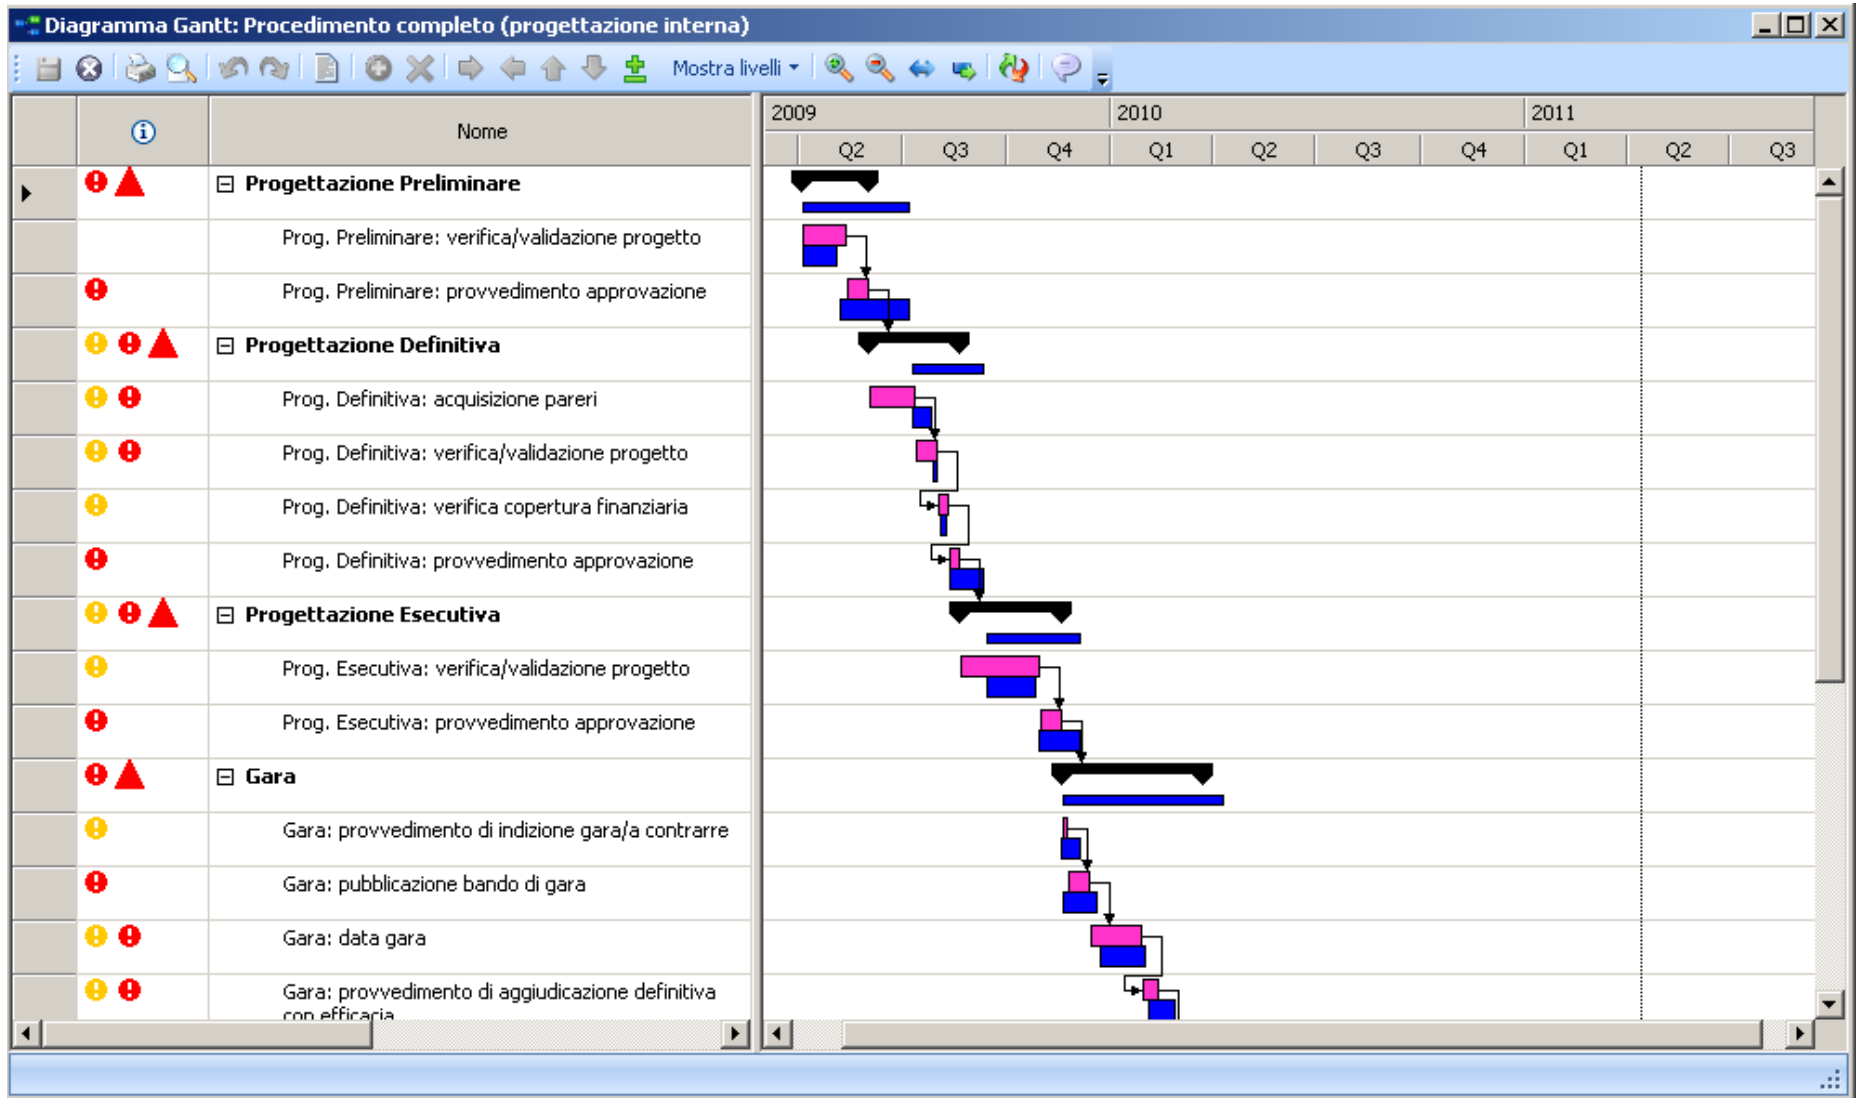 Diagramma Gantt: Procedimento completo (progettazione interna)
Mostra livelli
Nome
2009 2010 2011
Q2 Q3 Q4 Q1 Q2 Q3 Q4 Q1 Q2 Q3
Progettazione Preliminare
Prog. Preliminare: verifica/validazione progetto
Prog. Preliminare: provvedimento approvazione
Progettazione Definitiva
Prog. Definitiva: acquisizione pareri
Prog. Definitiva: verifica/validazione progetto
Prog. Definitiva: verifica copertura finanziaria
Prog. Definitiva: provvedimento approvazione
Progettazione Esecutiva
Prog. Esecutiva: verifica/validazione progetto
Prog. Esecutiva: provvedimento approvazione
Gara
Gara: provvedimento di indizione gara/a contrarre
Gara: pubblicazione bando di gara
Gara: data gara
Gara: provvedimento di aggiudicazione definitiva
con efficacia